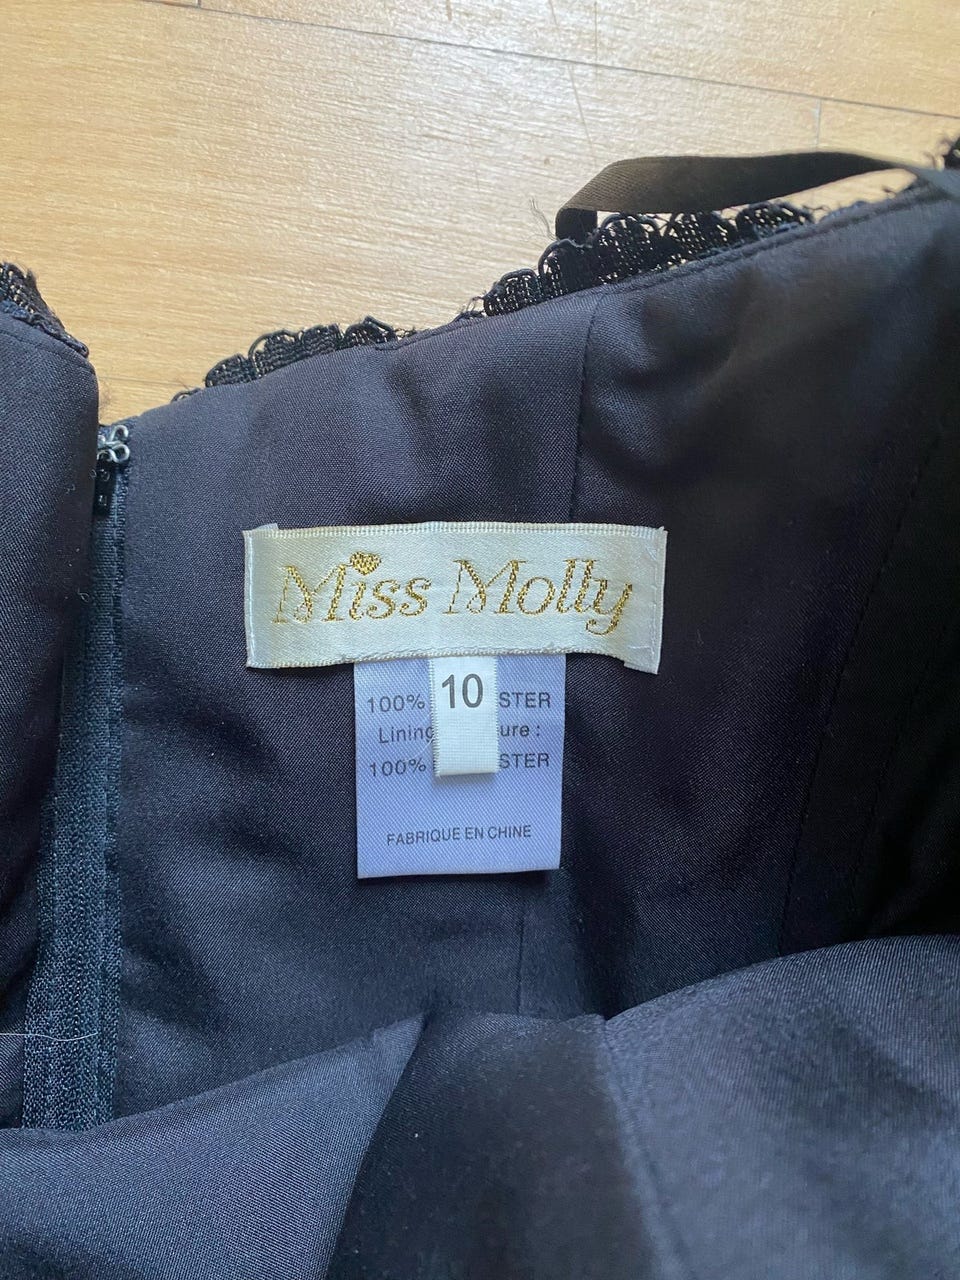 Miss Molly
10
100% STER
Lining ure :
100% STER
FABRIQUE EN CHINE